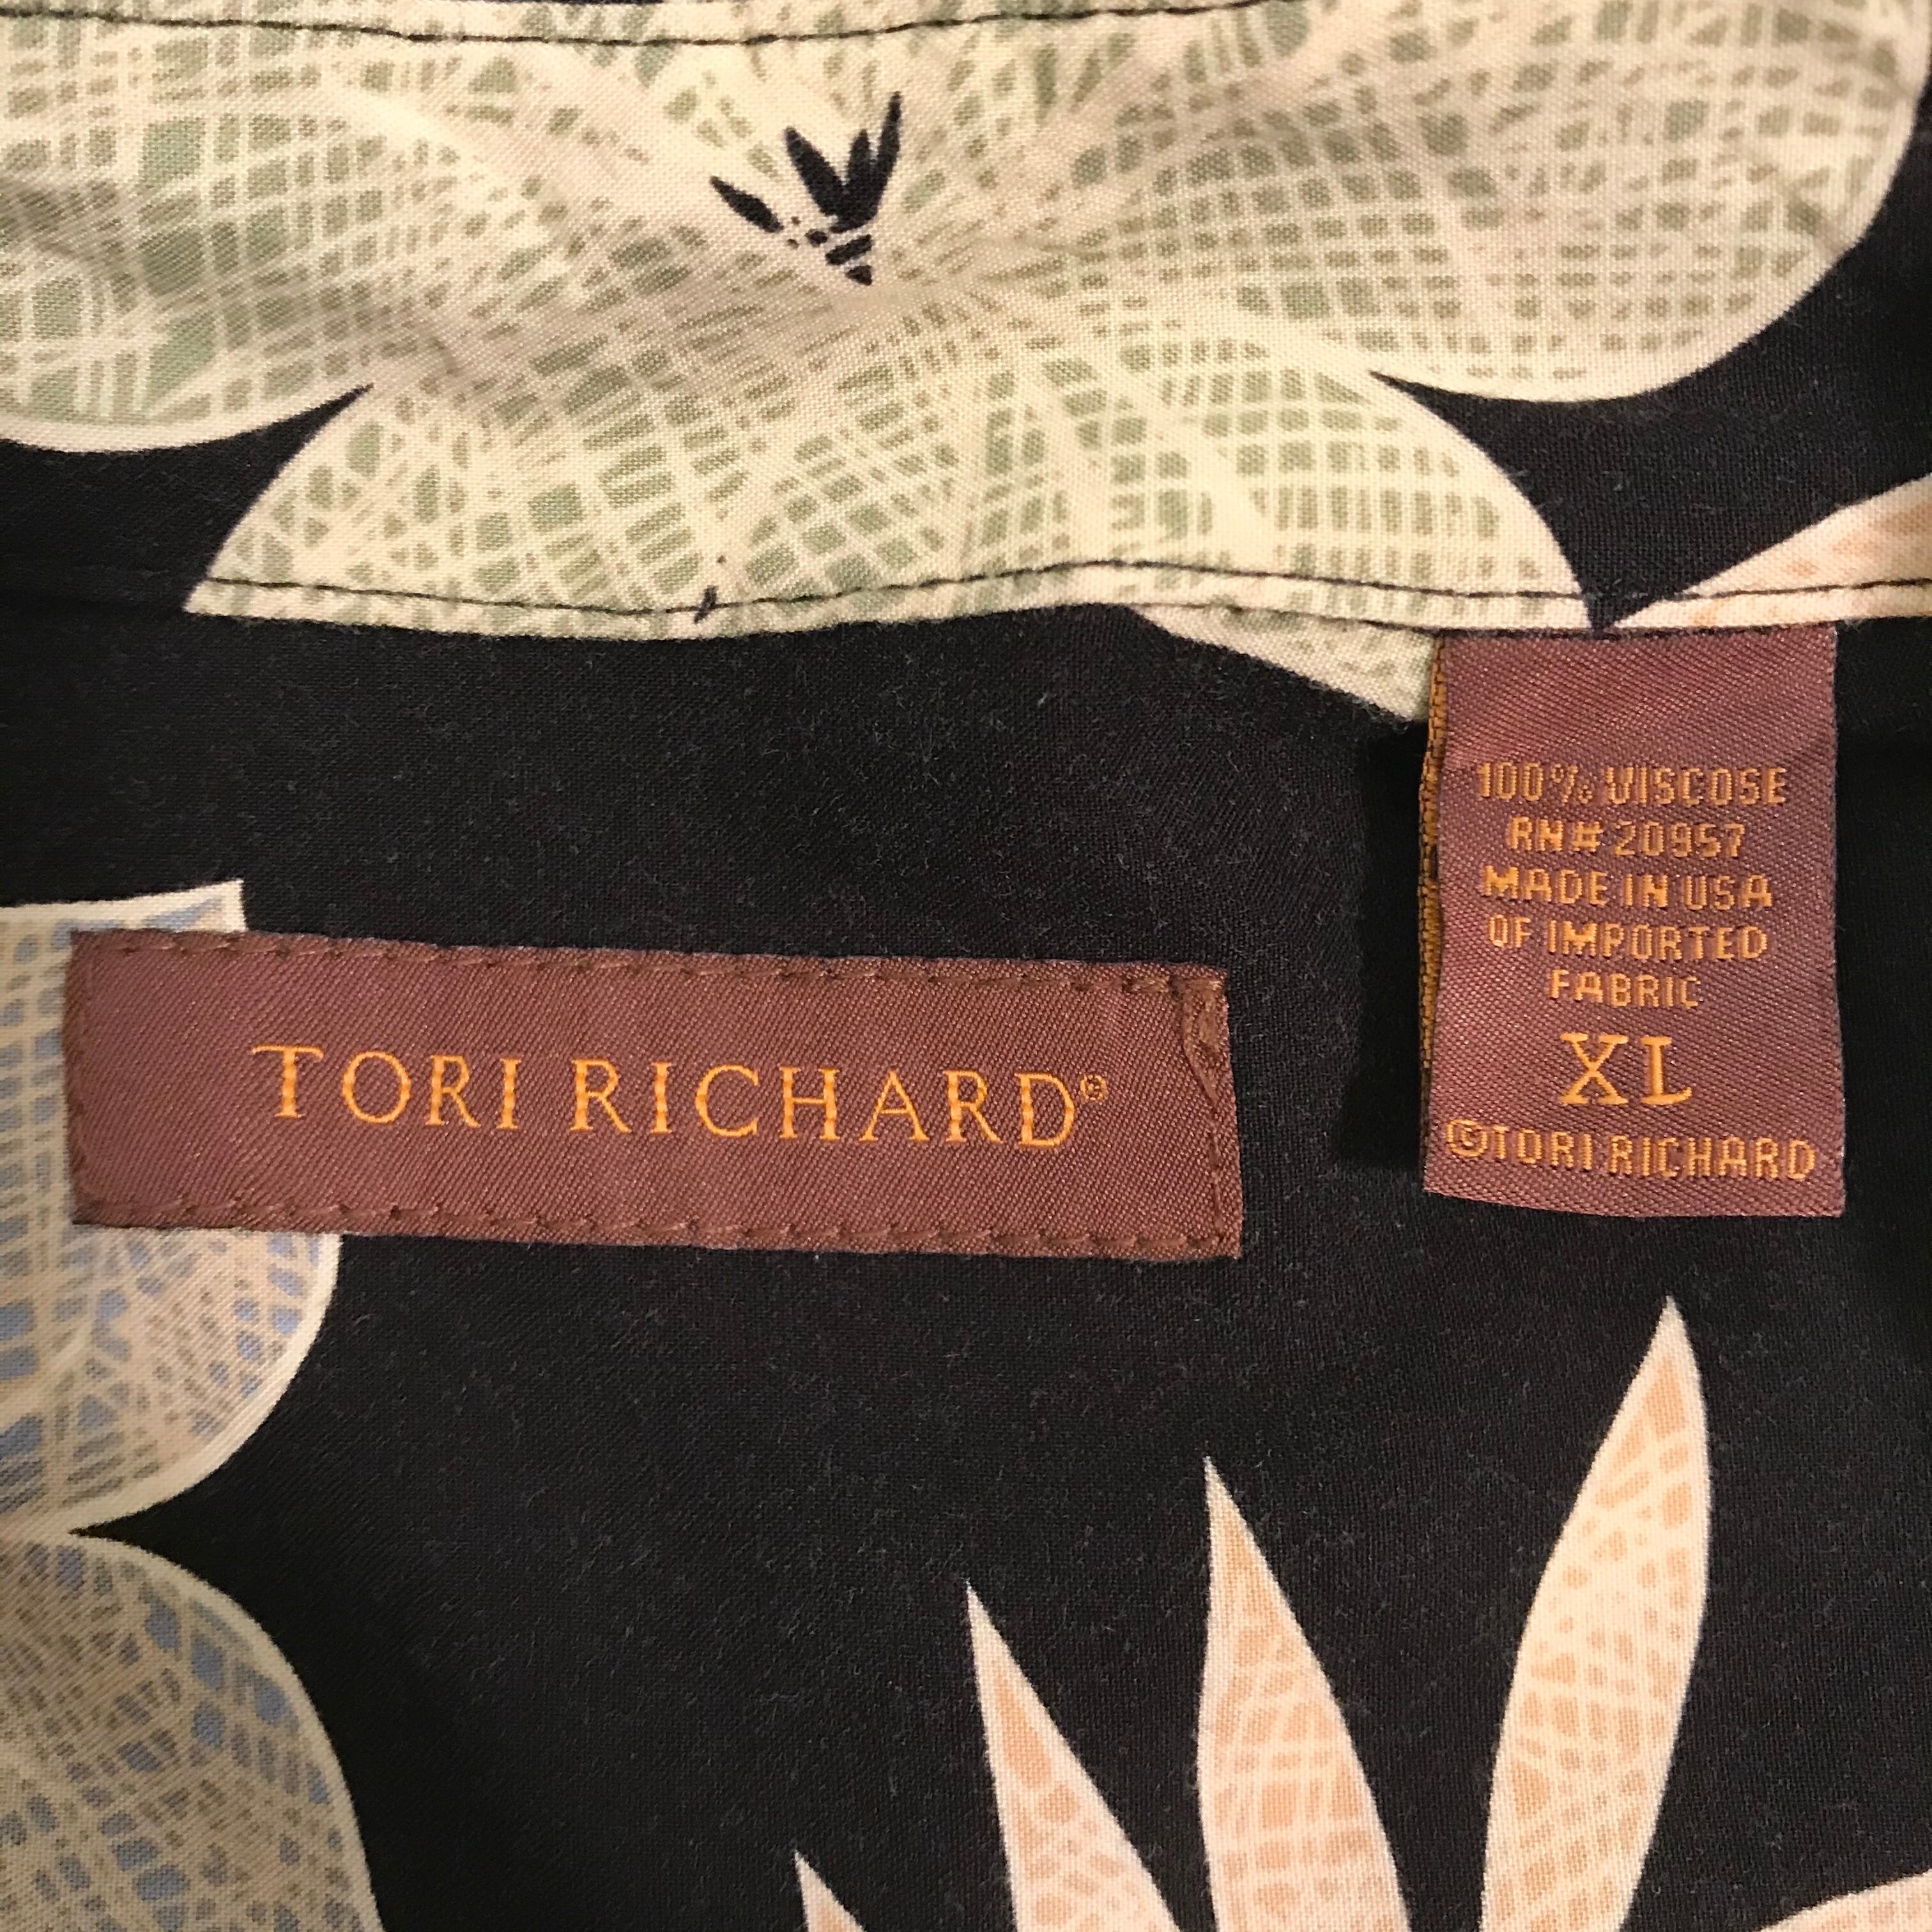 TORI RICHARD®
100% VISCOSE
RN# 20957
MADE IN USA
OF IMPORTED
FABRIC
XL
©TORI RICHARD